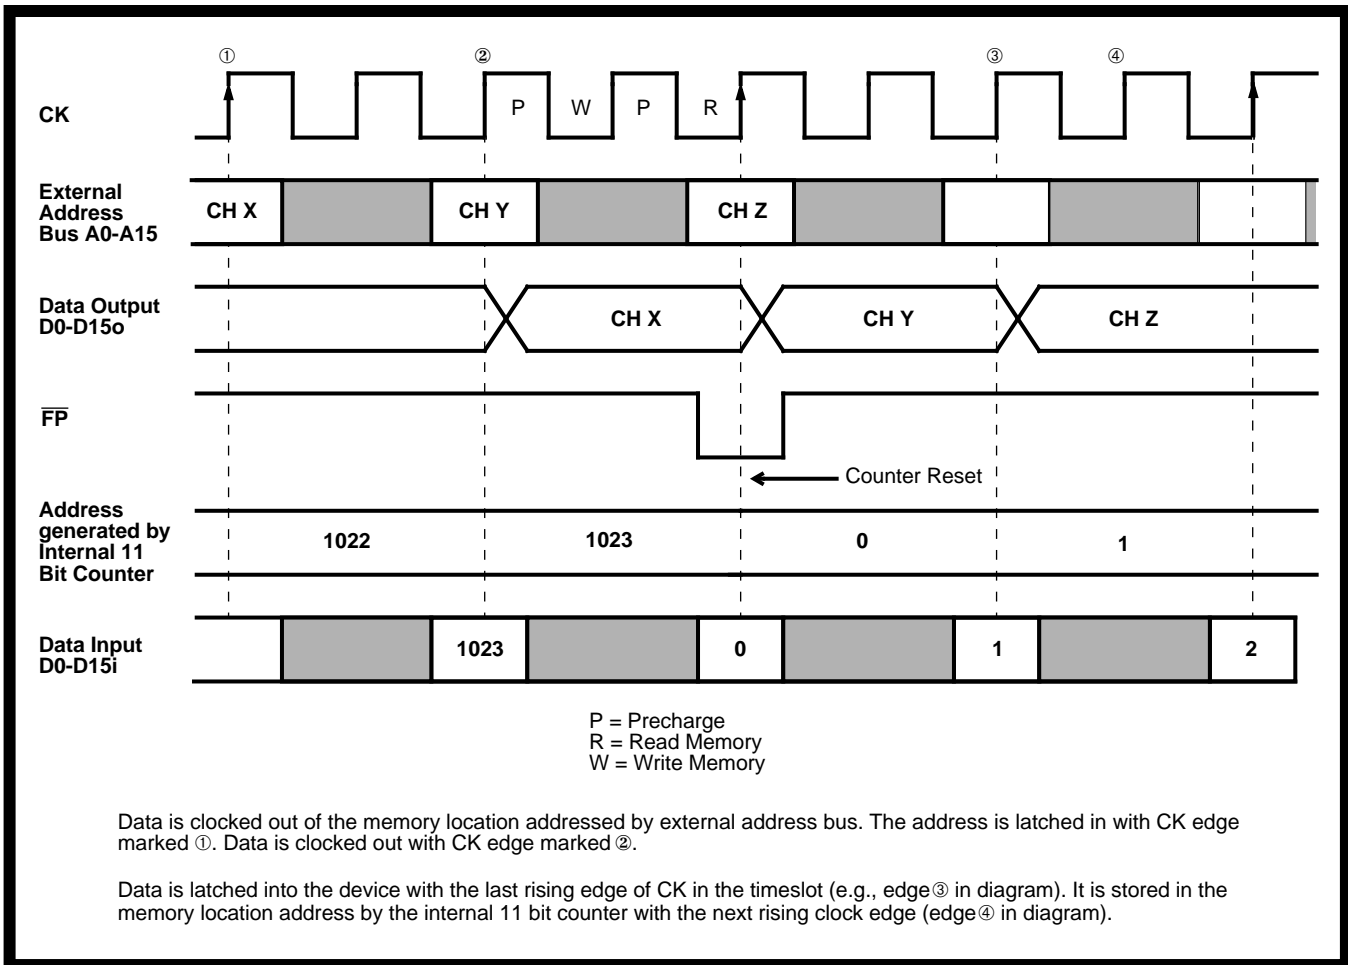 ① ② ③ ④
CK P W P R
External
Address
Bus A0-A15
CH X CH Y CH Z
Data Output
D0-D15o
CH X CH Y CH Z
F̅P̅
Counter Reset
Address
generated by
Internal 11
Bit Counter
1022 1023 0 1
Data Input
D0-D15i
1023 0 1 2
P = Precharge
R = Read Memory
W = Write Memory
Data is clocked out of the memory location addressed by external address bus. The address is latched in with CK edge
marked ①. Data is clocked out with CK edge marked ②.
Data is latched into the device with the last rising edge of CK in the timeslot (e.g., edge③ in diagram). It is stored in the
memory location address by the internal 11 bit counter with the next rising clock edge (edge④ in diagram).